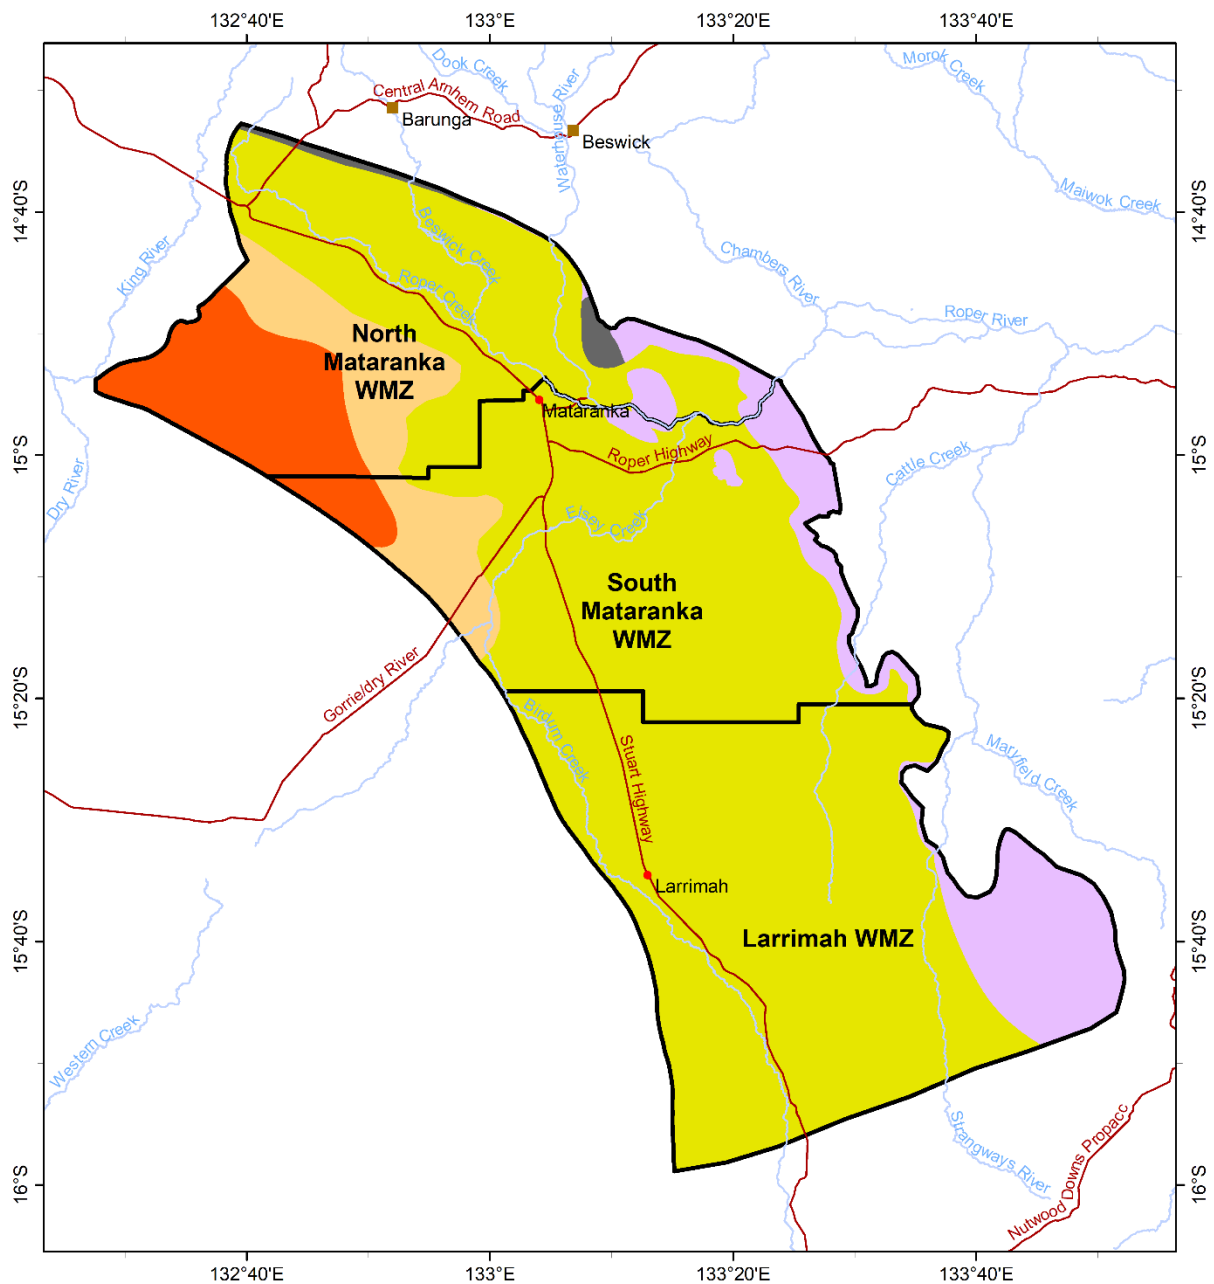 132°40'E
133°E
133°20'E
133°40'E
Dook Creek
Morok Creek
Central Arnhem Road
Waterhouse River
Barunga
Beswick
14°40'S
14°40'S
Maiwok Creek
King River
Beswick Creek
Chambers River
Roper Creek
Roper River
North
Mataranka
WMZ
Mataranka
Roper Highway
15°S
15°S
Cattle Creek
Dry River
Elsey Creek
South
Mataranka
WMZ
Gorrie/dry River
15°20'S
15°20'S
Birdum Creek
Stuart Highway
Maryfield Creek
Larrimah
15°40'S
15°40'S
Larrimah WMZ
Western Creek
Strangways River
Nutwood Downs Propacc
16°S
16°S
132°40'E
133°E
133°20'E
133°40'E